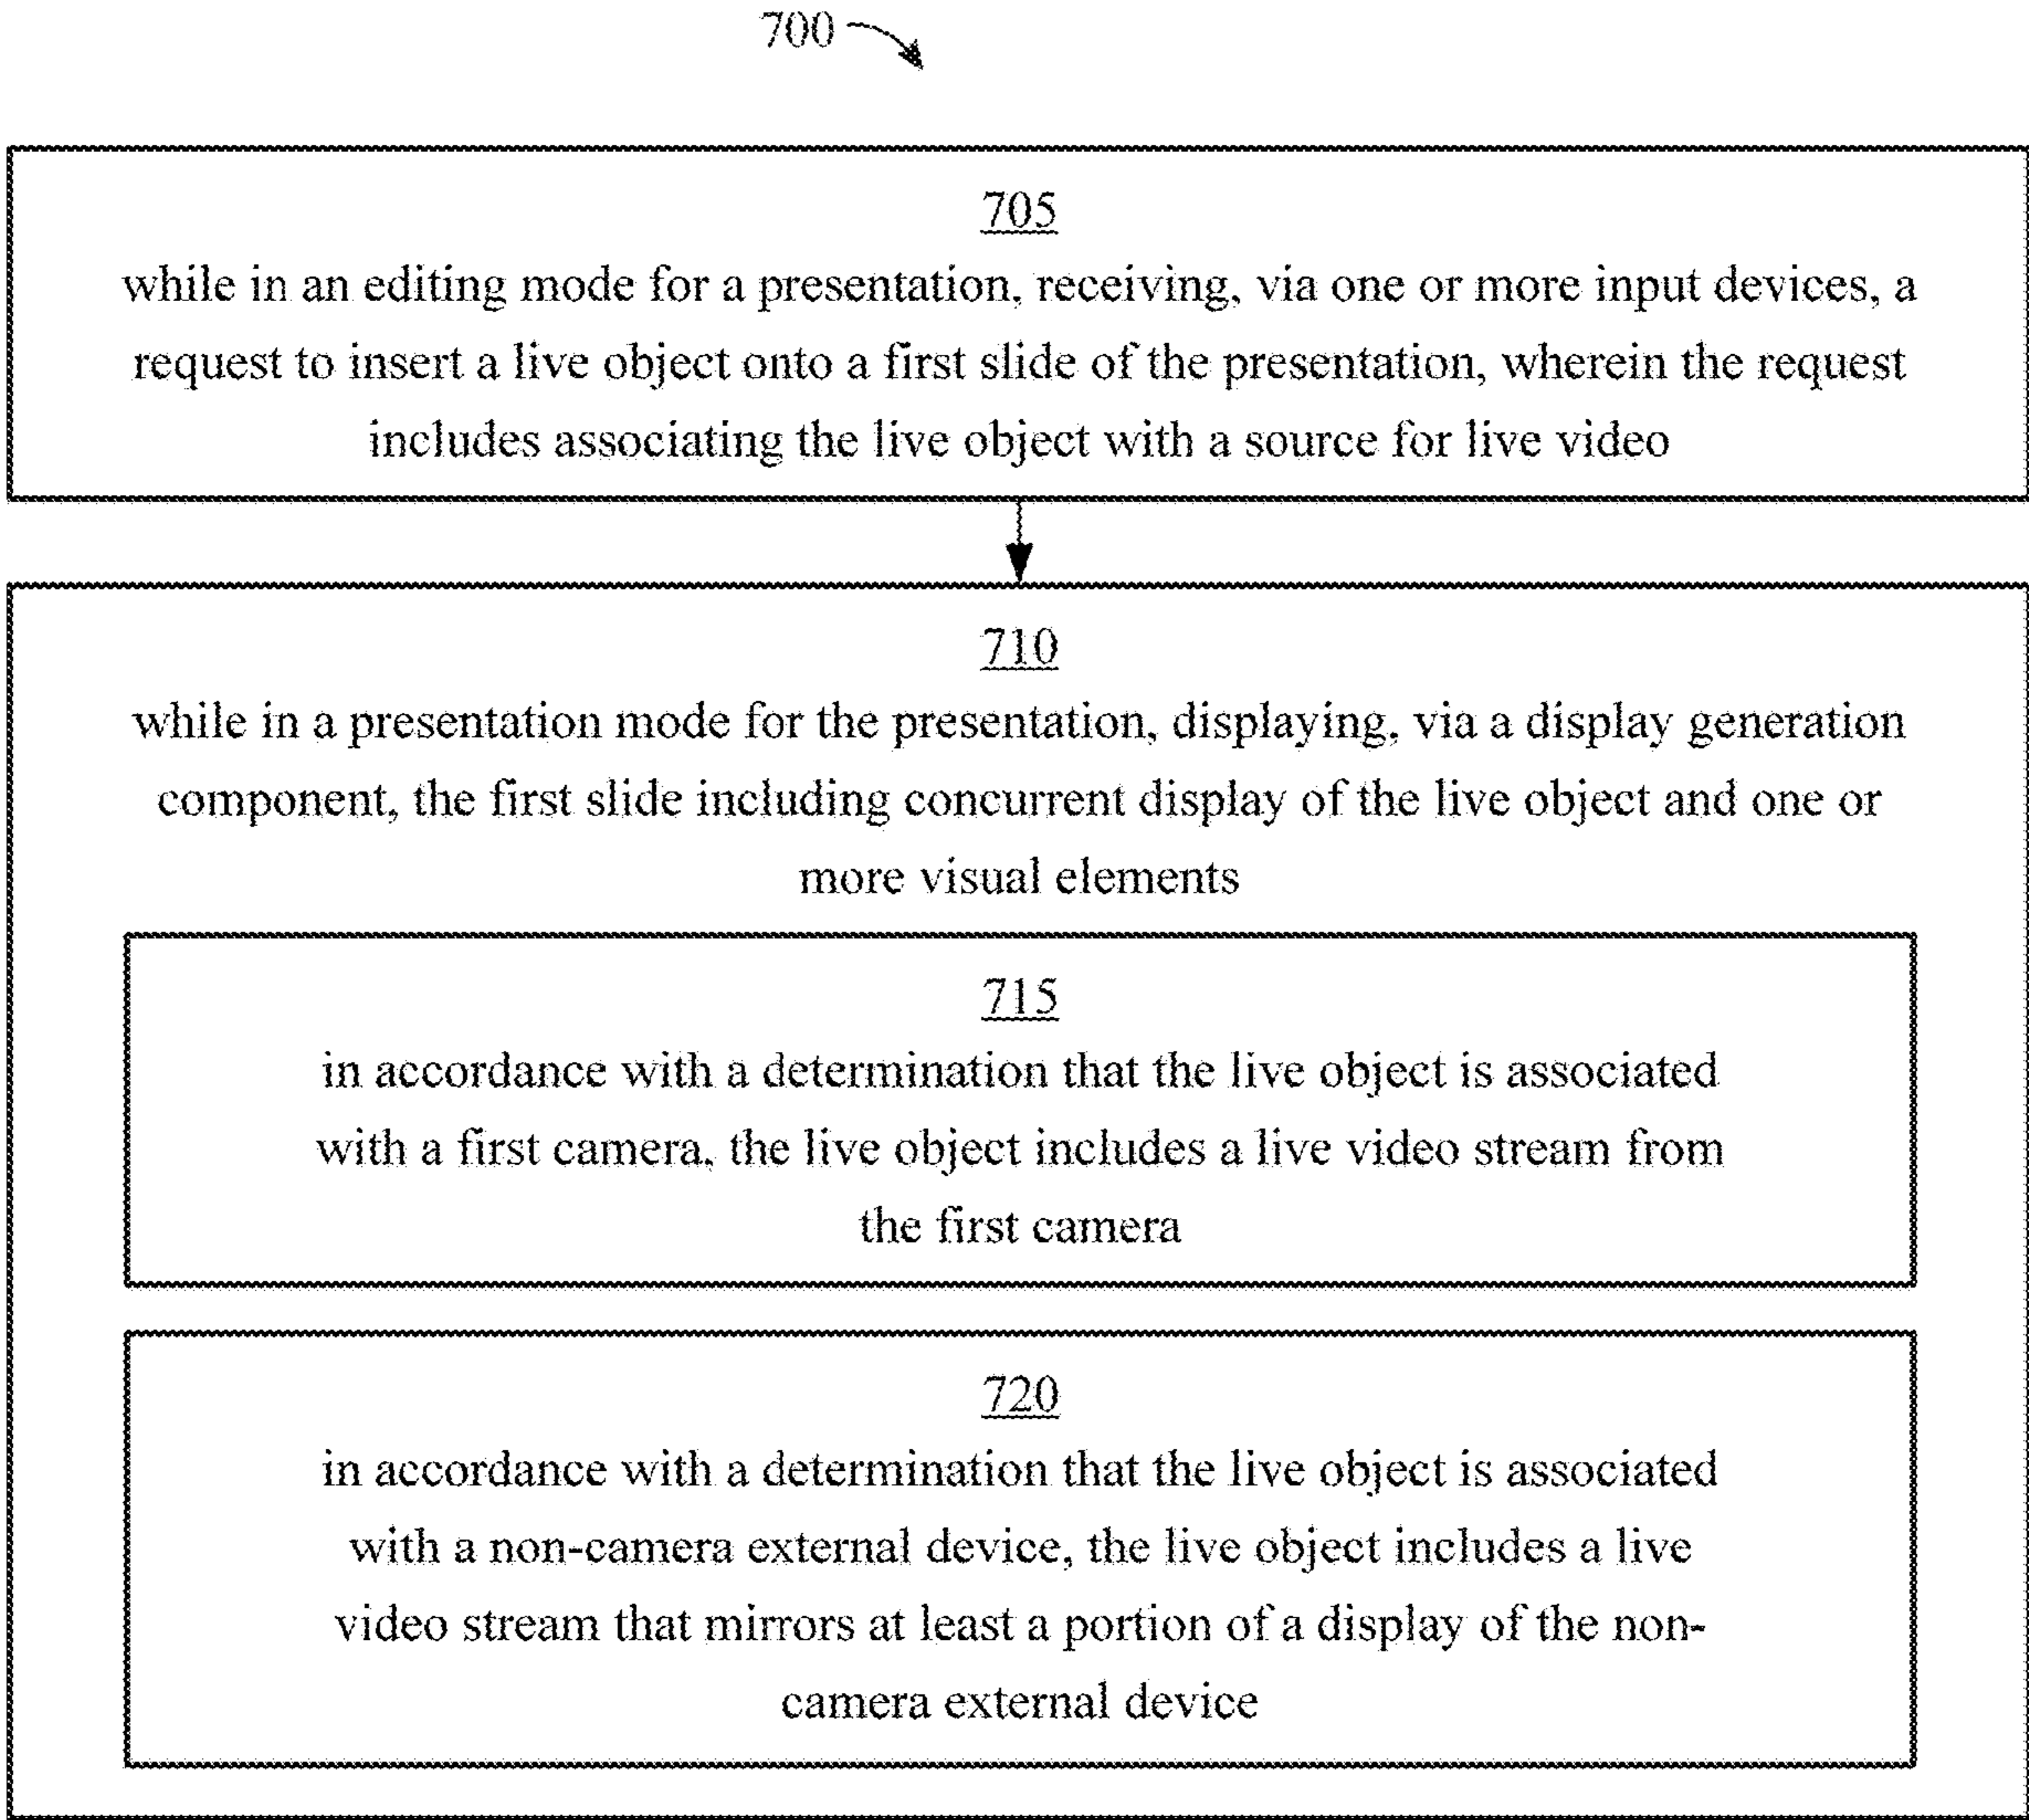 700
705
while in an editing mode for a presentation, receiving, via one or more input devices, a
request to insert a live object onto a first slide of the presentation, wherein the request
includes associating the live object with a source for live video
710
while in a presentation mode for the presentation, displaying, via a display generation
component, the first slide including concurrent display of the live object and one or
more visual elements
715
in accordance with a determination that the live object is associated
with a first camera, the live object includes a live video stream from
the first camera
720
in accordance with a determination that the live object is associated
with a non-camera external device, the live object includes a live
video stream that mirrors at least a portion of a display of the non-
camera external device